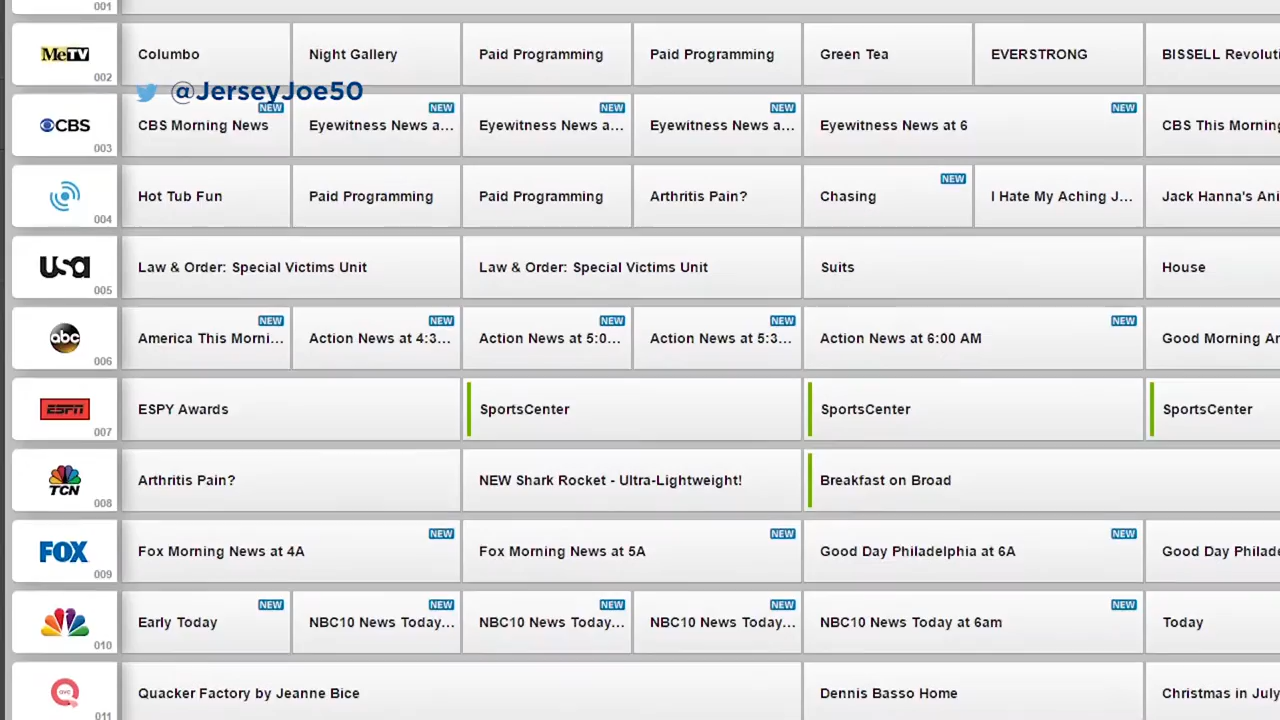 001
MeTV
002
Columbo
Night Gallery
Paid Programming
Paid Programming
Green Tea
EVERSTRONG
BISSELL Revoluti
@JerseyJoe50
CBS
003
CBS Morning News
NEW
Eyewitness News a...
NEW
Eyewitness News a...
NEW
Eyewitness News a...
NEW
Eyewitness News at 6
NEW
CBS This Morning
004
Hot Tub Fun
Paid Programming
Paid Programming
Arthritis Pain?
Chasing
NEW
I Hate My Aching J...
Jack Hanna's Ani
usa
005
Law & Order: Special Victims Unit
Law & Order: Special Victims Unit
Suits
House
abc
006
America This Morni...
NEW
Action News at 4:3...
NEW
Action News at 5:0...
NEW
Action News at 5:3...
NEW
Action News at 6:00 AM
NEW
Good Morning Am
ESPN
007
ESPY Awards
SportsCenter
SportsCenter
SportsCenter
TCN
008
Arthritis Pain?
NEW Shark Rocket - Ultra-Lightweight!
Breakfast on Broad
FOX
009
Fox Morning News at 4A
NEW
Fox Morning News at 5A
NEW
Good Day Philadelphia at 6A
NEW
Good Day Philade
010
Early Today
NEW
NBC10 News Today...
NEW
NBC10 News Today...
NEW
NBC10 News Today...
NEW
NBC10 News Today at 6am
NEW
Today
QVC
011
Quacker Factory by Jeanne Bice
Dennis Basso Home
Christmas in July